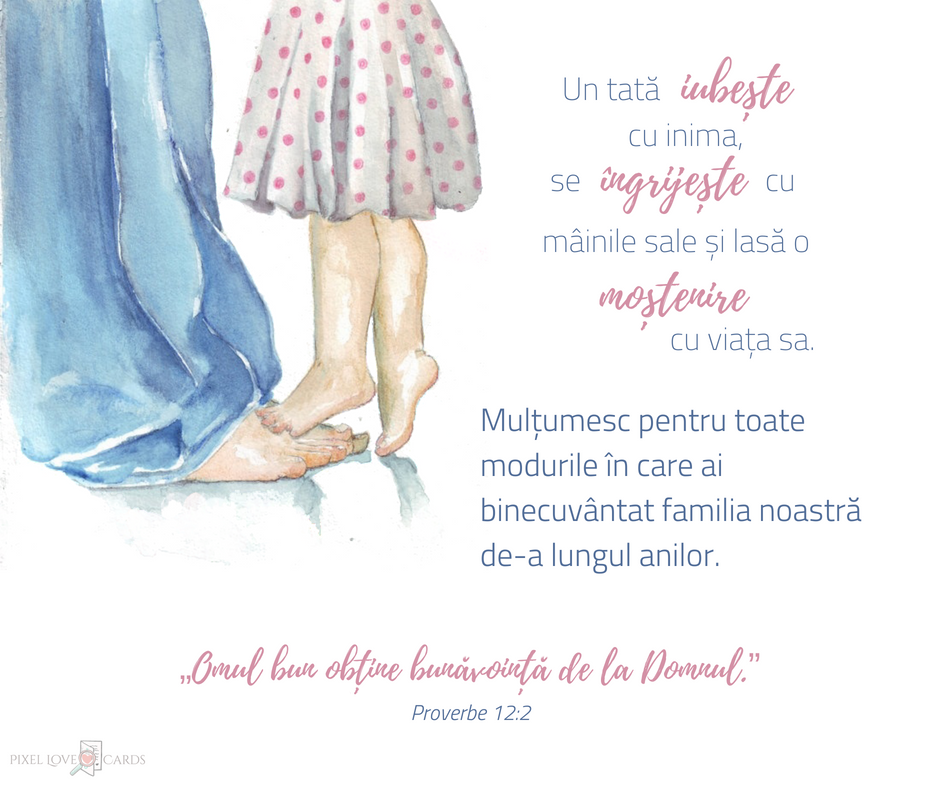 Un tată iubește
cu inima,
se îngrijește cu
mâinile sale și lasă o
moștenire
cu viața sa.
Mulțumesc pentru toate
modurile în care ai
binecuvântat familia noastră
de-a lungul anilor.
„Omul bun obține bunăvoință de la Domnul.”
Proverbe 12:2
PIXEL LOVE CARDS